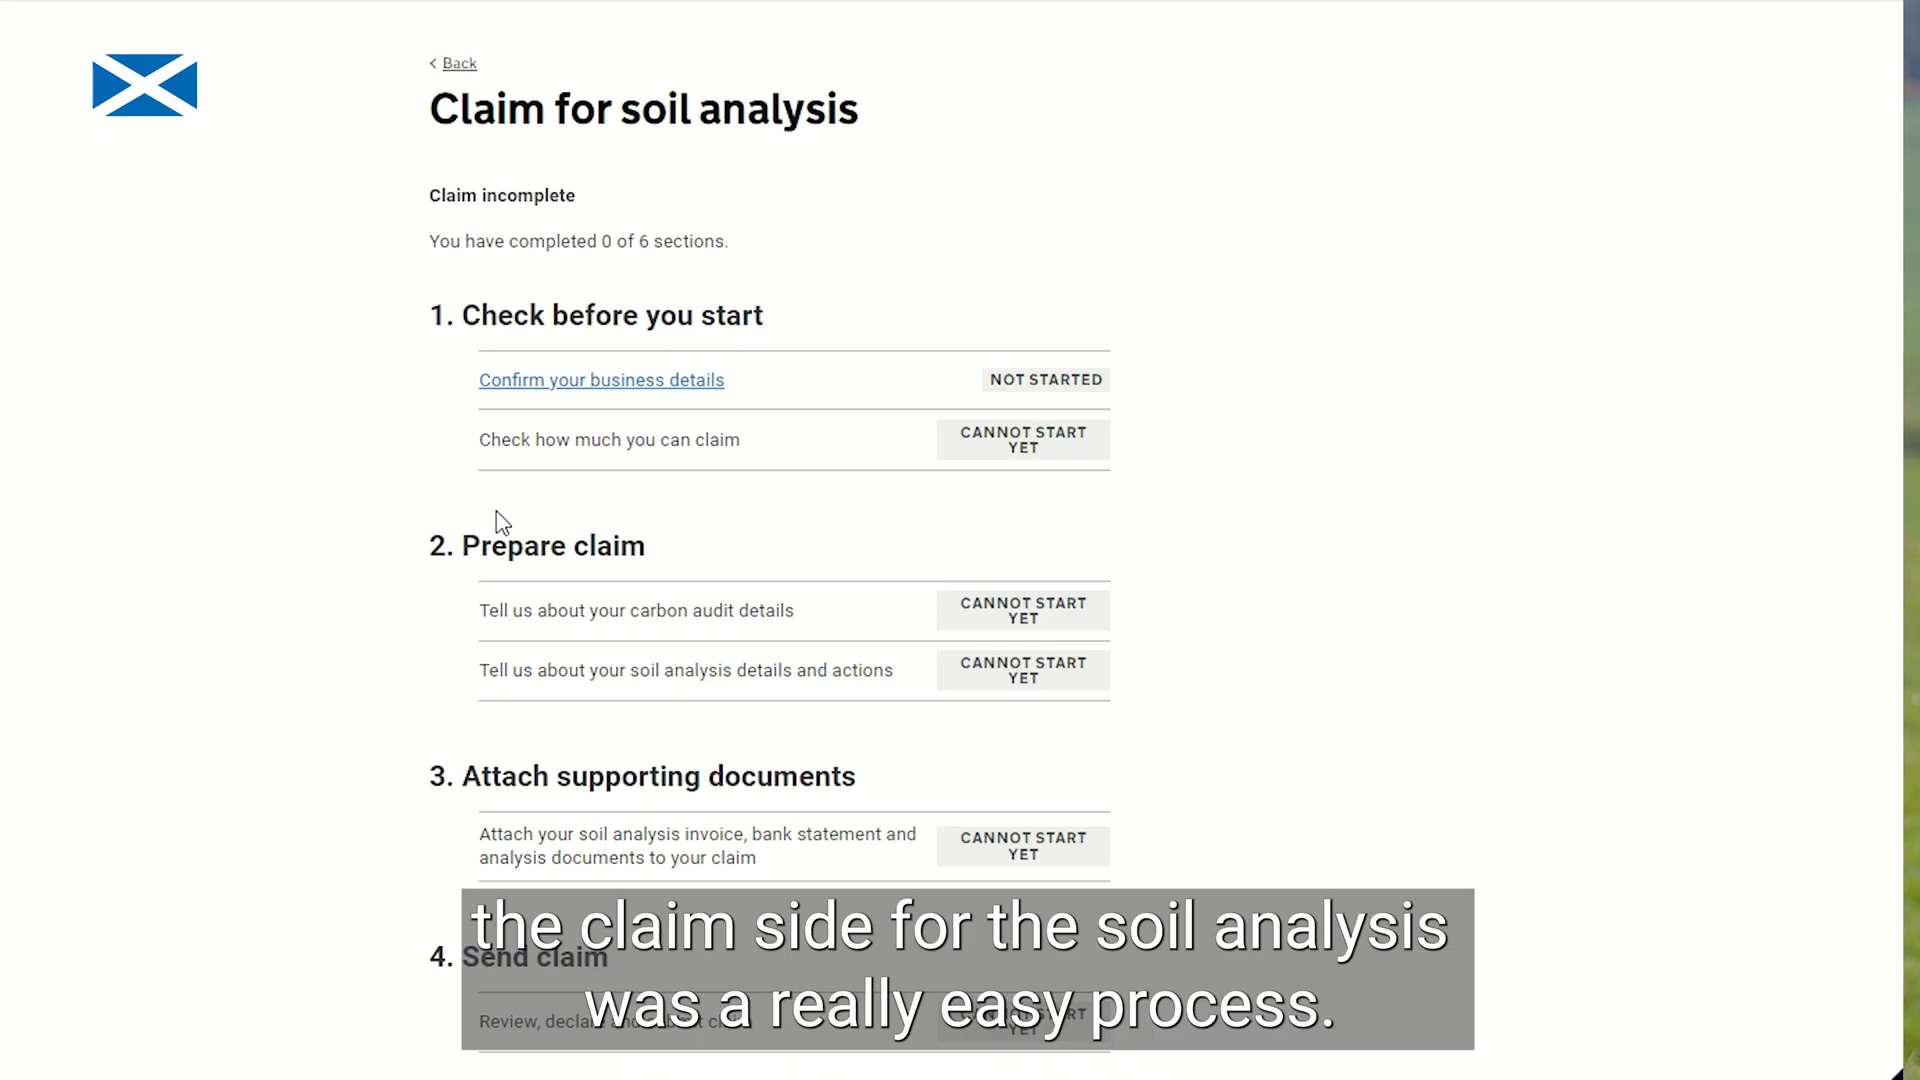 Back
Claim for soil analysis
Claim incomplete
You have completed 0 of 6 sections.
1. Check before you start
Confirm your business details NOT STARTED
Check how much you can claim CANNOT START
YET
2. Prepare claim
Tell us about your carbon audit details CANNOT START
YET
Tell us about your soil analysis details and actions CANNOT START
YET
3. Attach supporting documents
Attach your soil analysis invoice, bank statement and
analysis documents to your claim CANNOT START
YET
4. Send claim
the claim side for the soil analysis
was a really easy process.
Review,